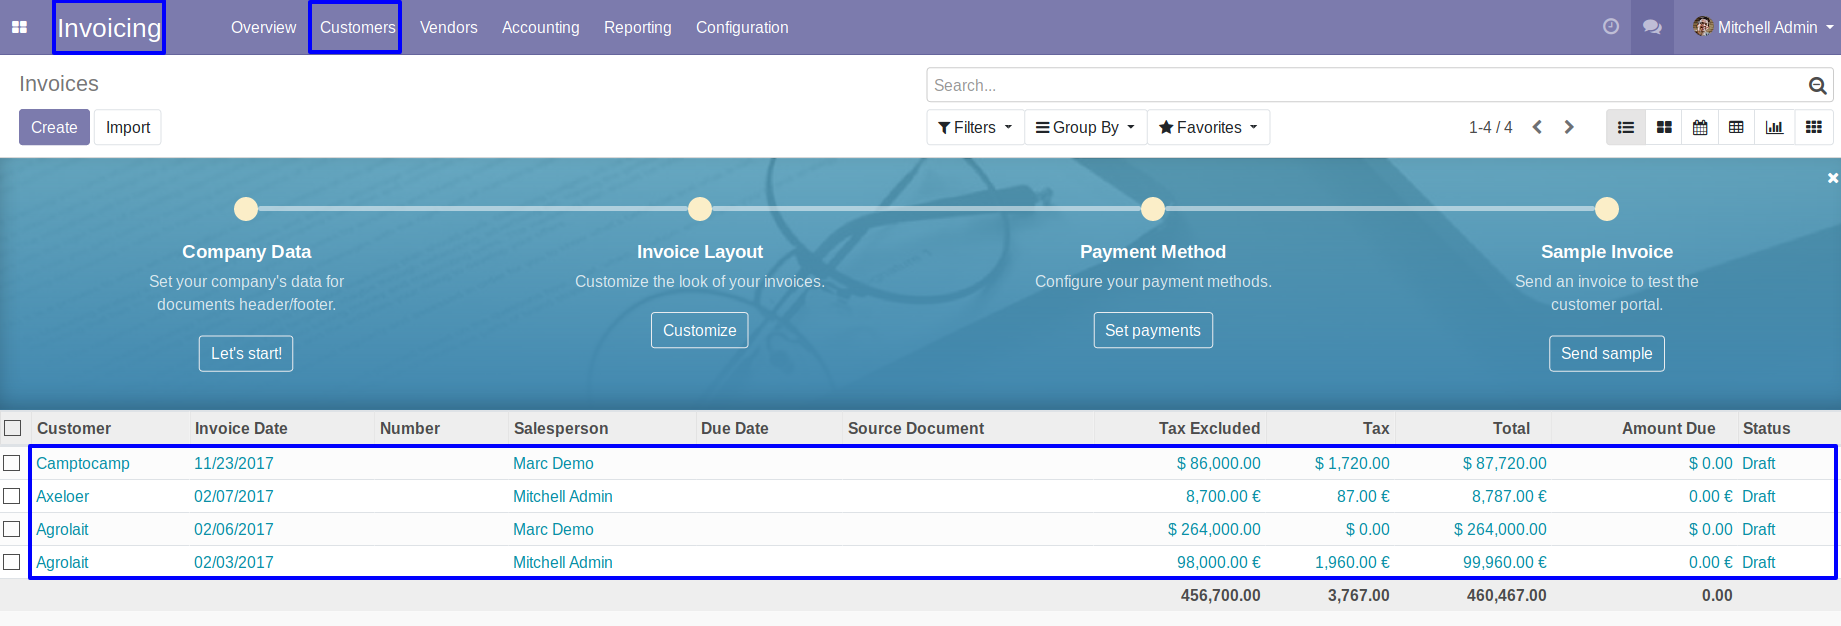 Invoicing Overview Customers Vendors Accounting Reporting Configuration Mitchell Admin
Invoices
Search...
Create Import
Filters Group By Favorites 1-4 / 4
Company Data Invoice Layout Payment Method Sample Invoice
Set your company's data for Customize the look of your invoices. Configure your payment methods. Send an invoice to test the
documents header/footer. customer portal.
Customize Set payments
Let's start! Send sample
Customer Invoice Date Number Salesperson Due Date Source Document Tax Excluded Tax Total Amount Due Status
Camptocamp 11/23/2017 Marc Demo $ 86,000.00 $ 1,720.00 $ 87,720.00 $ 0.00 Draft
Axeloer 02/07/2017 Mitchell Admin 8,700.00 € 87.00 € 8,787.00 € 0.00 € Draft
Agrolait 02/06/2017 Marc Demo $ 264,000.00 $ 0.00 $ 264,000.00 $ 0.00 Draft
Agrolait 02/03/2017 Mitchell Admin 98,000.00 € 1,960.00 € 99,960.00 € 0.00 € Draft
456,700.00 3,767.00 460,467.00 0.00